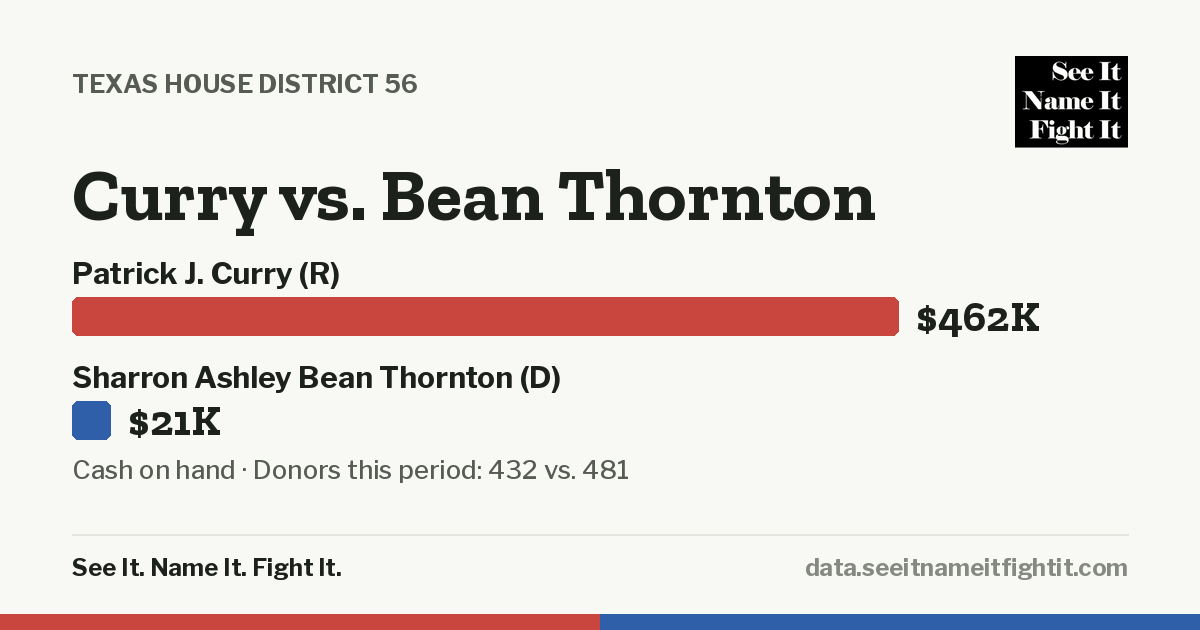 TEXAS HOUSE DISTRICT 56
See It
Name It
Fight It
Curry vs. Bean Thornton
Patrick J. Curry (R)
$462K
Sharron Ashley Bean Thornton (D)
$21K
Cash on hand · Donors this period: 432 vs. 481
See It. Name It. Fight It.
data.seeitnameitfightit.com